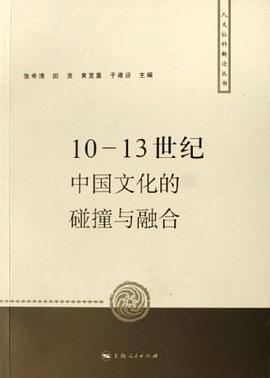 人文社科新论丛书
张希清 田 浩 黄宽重 于建设 主编
10-13世纪
中国文化的
碰撞与融合
上海人民出版社